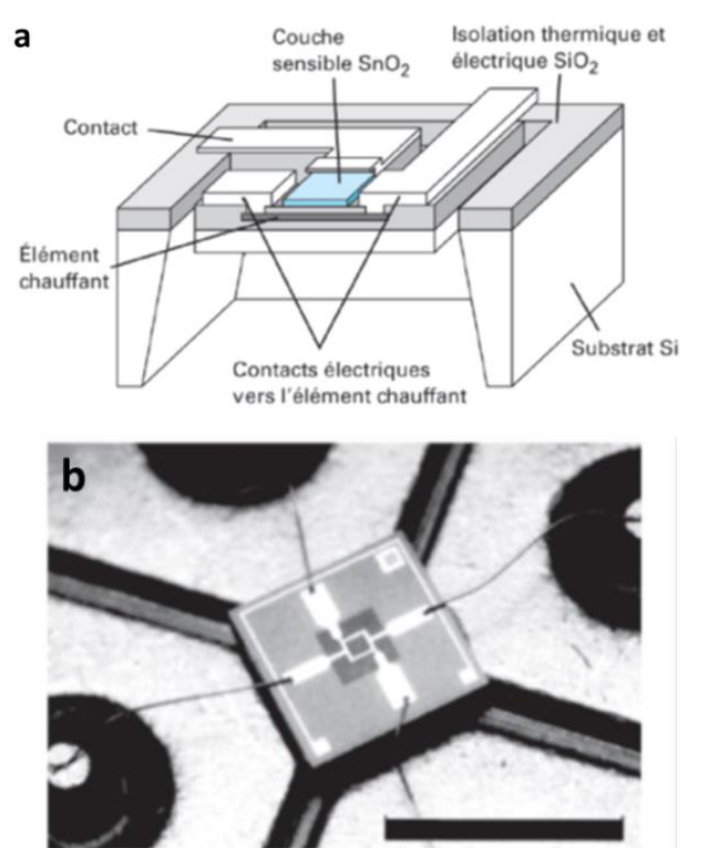 a
Couche
sensible SnO₂
Isolation thermique et
électrique SiO₂
Contact
Élément
chauffant
Substrat Si
Contacts électriques
vers l'élément chauffant
b